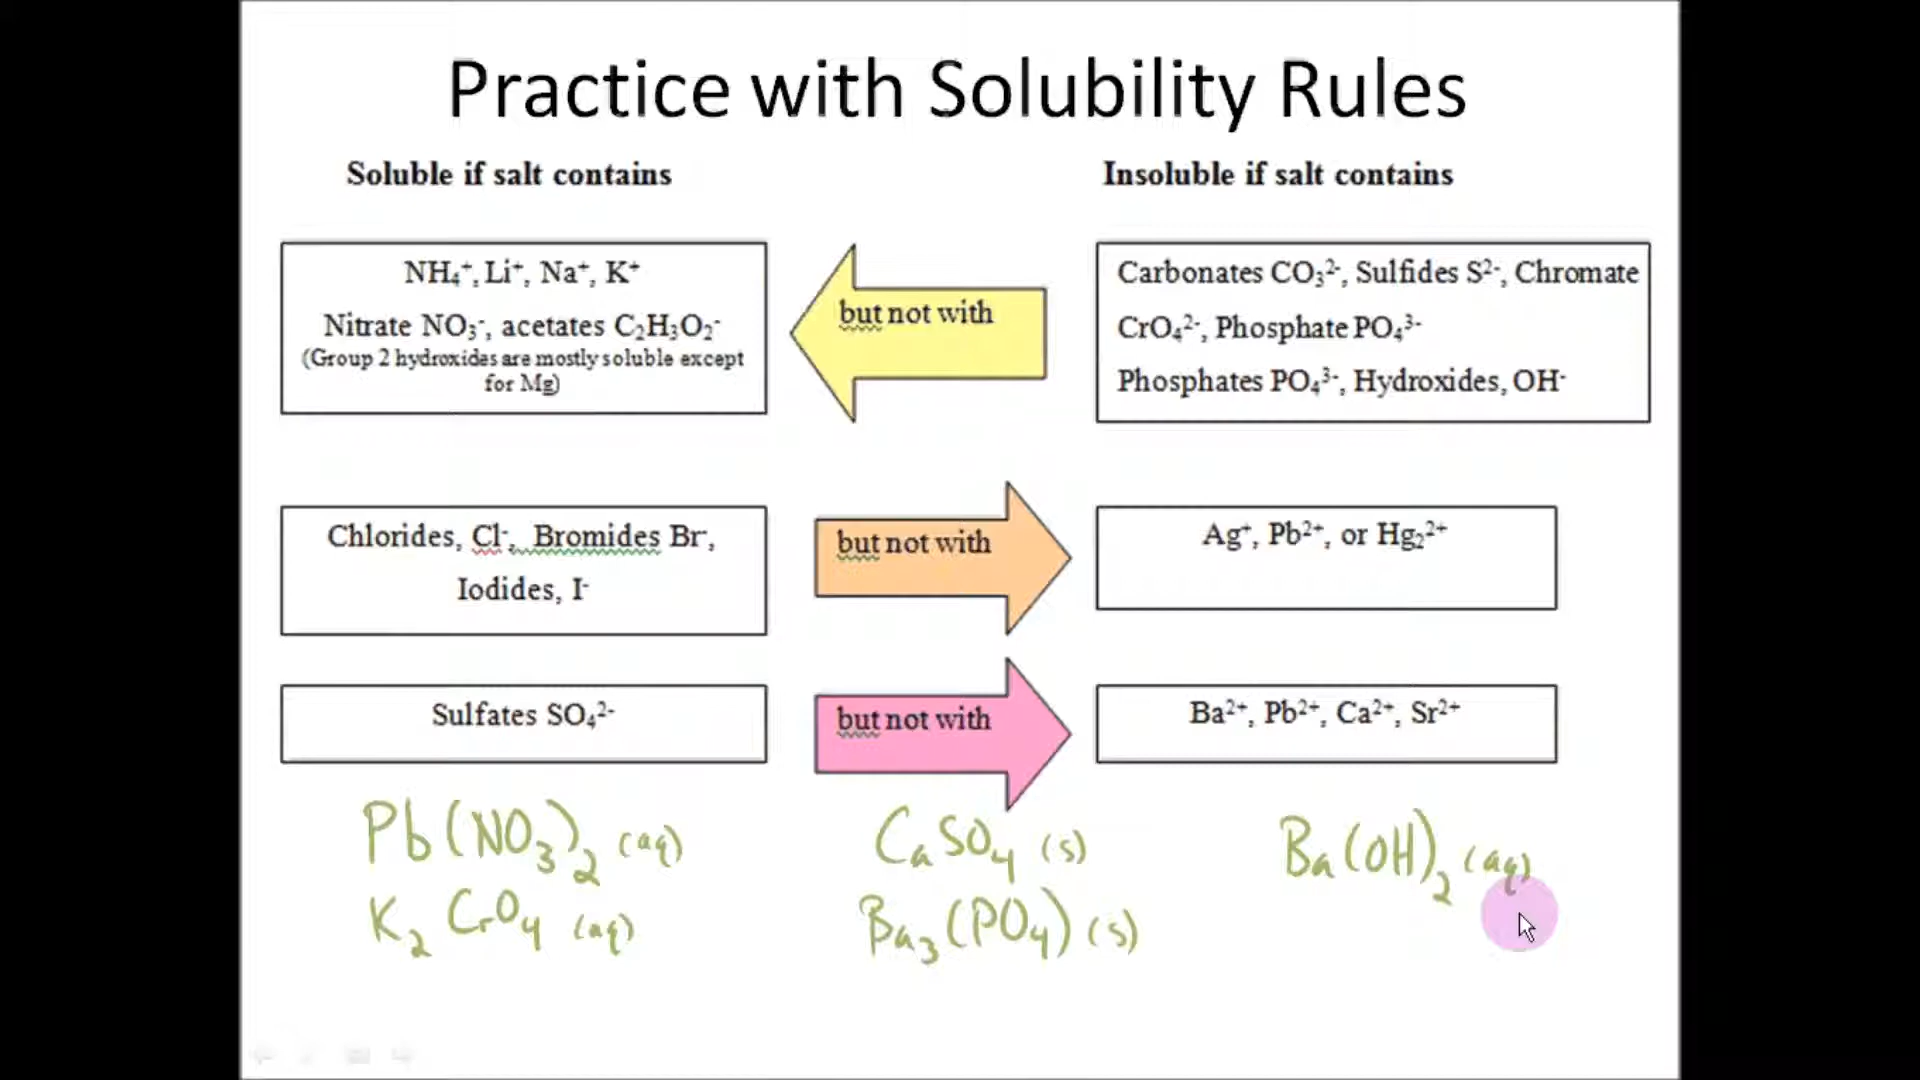 Practice with Solubility Rules
Soluble if salt contains
Insoluble if salt contains
NH₄⁺, Li⁺, Na⁺, K⁺
Nitrate NO₃⁻, acetates C₂H₃O₂⁻
(Group 2 hydroxides are mostly soluble except
for Mg)
but not with
Carbonates CO₃²⁻, Sulfides S²⁻, Chromate
CrO₄²⁻, Phosphate PO₄³⁻
Phosphates PO₄³⁻, Hydroxides, OH⁻
Chlorides, Cl⁻, Bromides Br⁻,
Iodides, I⁻
but not with
Ag⁺, Pb²⁺, or Hg₂²⁺
Sulfates SO₄²⁻
but not with
Ba²⁺, Pb²⁺, Ca²⁺, Sr²⁺
Pb(NO₃)₂ (aq)
CaSO₄ (s)
Ba(OH)₂ (aq)
K₂CrO₄ (aq)
Ba₃(PO₄) (s)